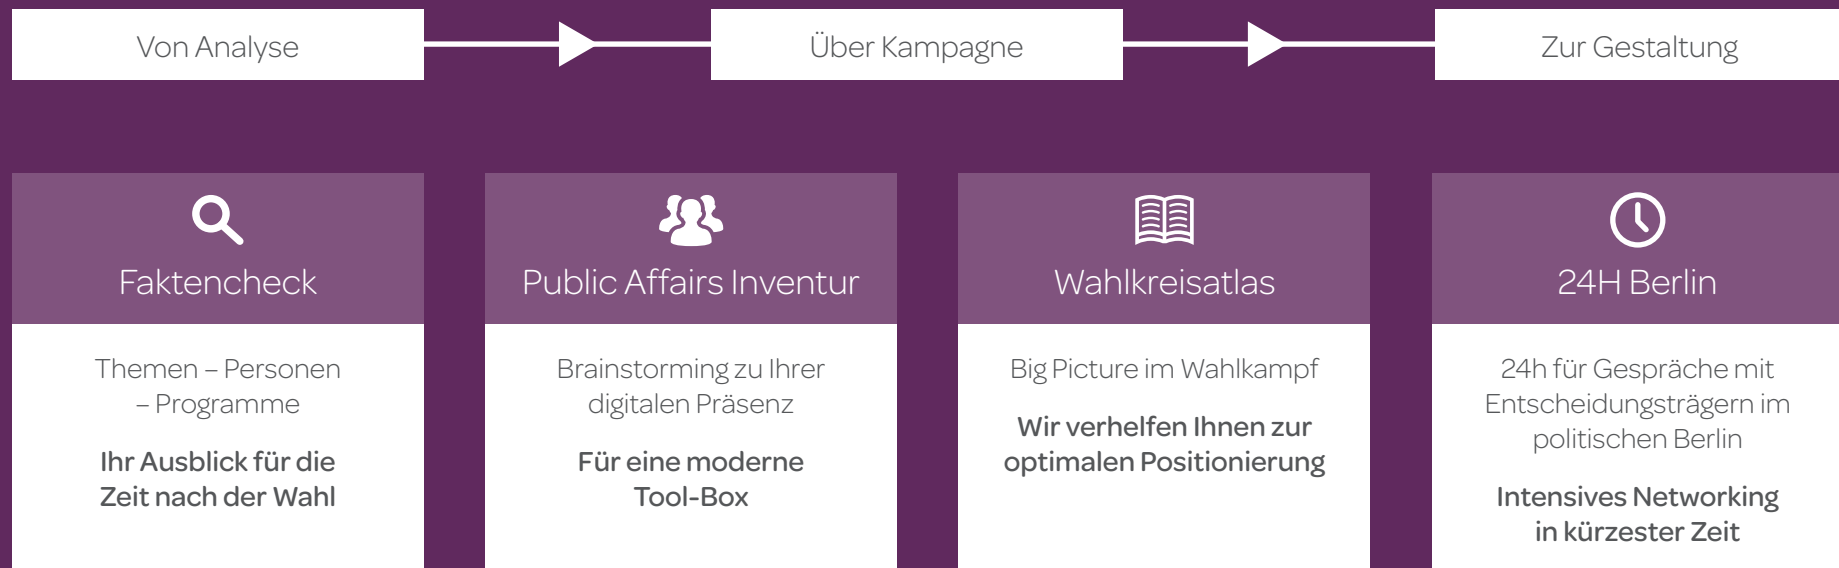 Von Analyse
Über Kampagne
Zur Gestaltung
Faktencheck
Themen – Personen
– Programme
Ihr Ausblick für die
Zeit nach der Wahl
Public Affairs Inventur
Brainstorming zu Ihrer
digitalen Präsenz
Für eine moderne
Tool-Box
Wahlkreisatlas
Big Picture im Wahlkampf
Wir verhelfen Ihnen zur
optimalen Positionierung
24H Berlin
24h für Gespräche mit
Entscheidungsträgern im
politischen Berlin
Intensives Networking
in kürzester Zeit